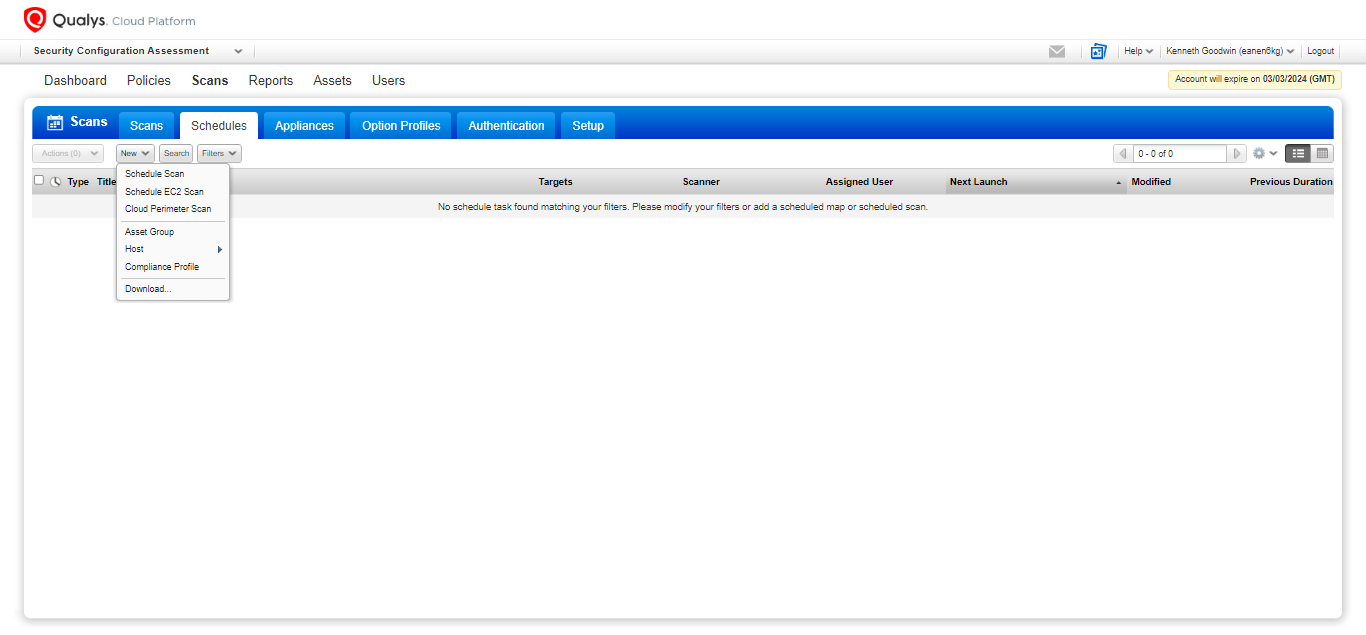 Qualys. Cloud Platform
Security Configuration Assessment
Help
Kenneth Goodwin (eanen6kg)
Logout
Dashboard Policies Scans Reports Assets Users
Account will expire on 03/03/2024 (GMT)
Scans
Scans Schedules Appliances Option Profiles Authentication Setup
Actions (0) New Search Filters
0 - 0 of 0
Type Title Targets Scanner Assigned User Next Launch Modified Previous Duration
No schedule task found matching your filters. Please modify your filters or add a scheduled map or scheduled scan.
Schedule Scan
Schedule EC2 Scan
Cloud Perimeter Scan
Asset Group
Host
Compliance Profile
Download...